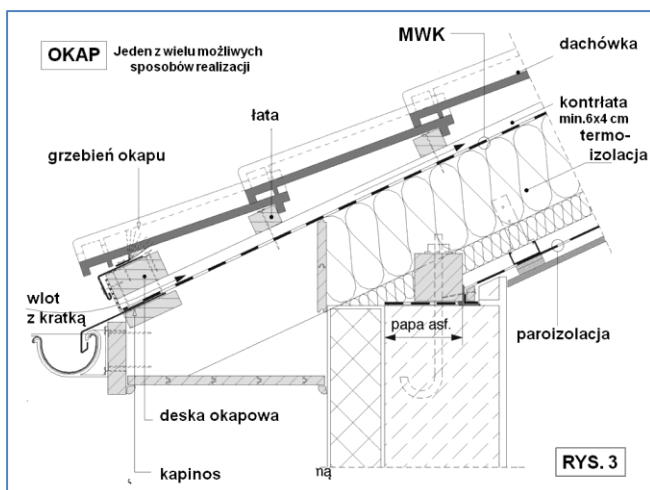 OKAP
Jeden z wielu możliwych
sposobów realizacji
MWK
dachówka
kontrłata
min.6x4 cm
termo-
izolacja
łata
grzebień okapu
wlot
z kratką
papa asf.
paroizolacja
deska okapowa
kapinos
RYS. 3